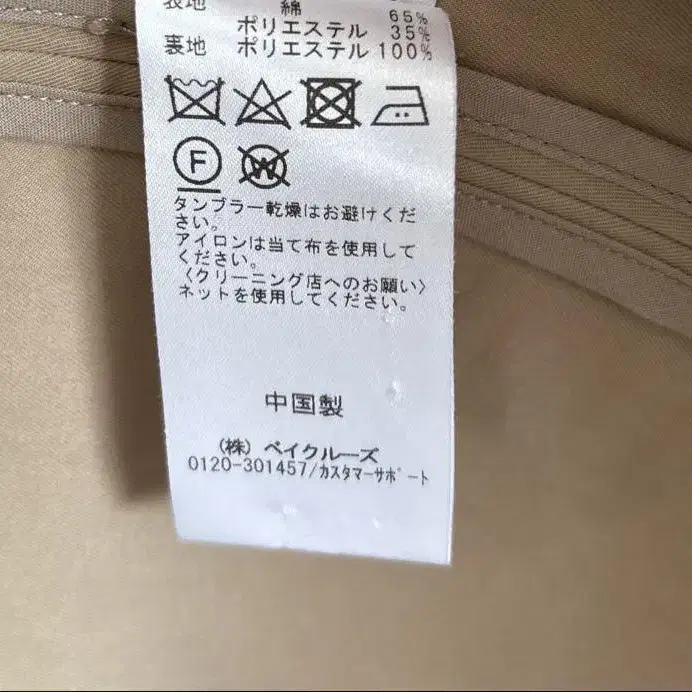 表地 綿 65%
ポリエステル 35%
裏地 ポリエステル 100%
F W
タンブラー乾燥はお避けくだ
さい。
アイロンは当て布を使用して
ください。
〈クリーニング店へのお願い〉
ネットを使用してください。
中国製
(株) ベイクルーズ
0120-301457/カスタマーサポート